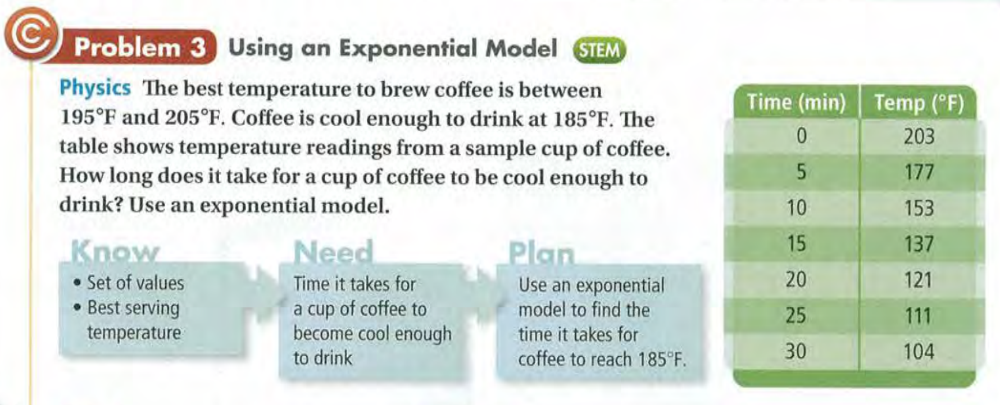 Problem 3 Using an Exponential Model STEM
Physics The best temperature to brew coffee is between
195°F and 205°F. Coffee is cool enough to drink at 185°F. The
table shows temperature readings from a sample cup of coffee.
How long does it take for a cup of coffee to be cool enough to
drink? Use an exponential model.
Know
• Set of values
• Best serving
temperature
Need
Time it takes for
a cup of coffee to
become cool enough
to drink
Plan
Use an exponential
model to find the
time it takes for
coffee to reach 185°F.
Time (min) Temp (°F)
0 203
5 177
10 153
15 137
20 121
25 111
30 104